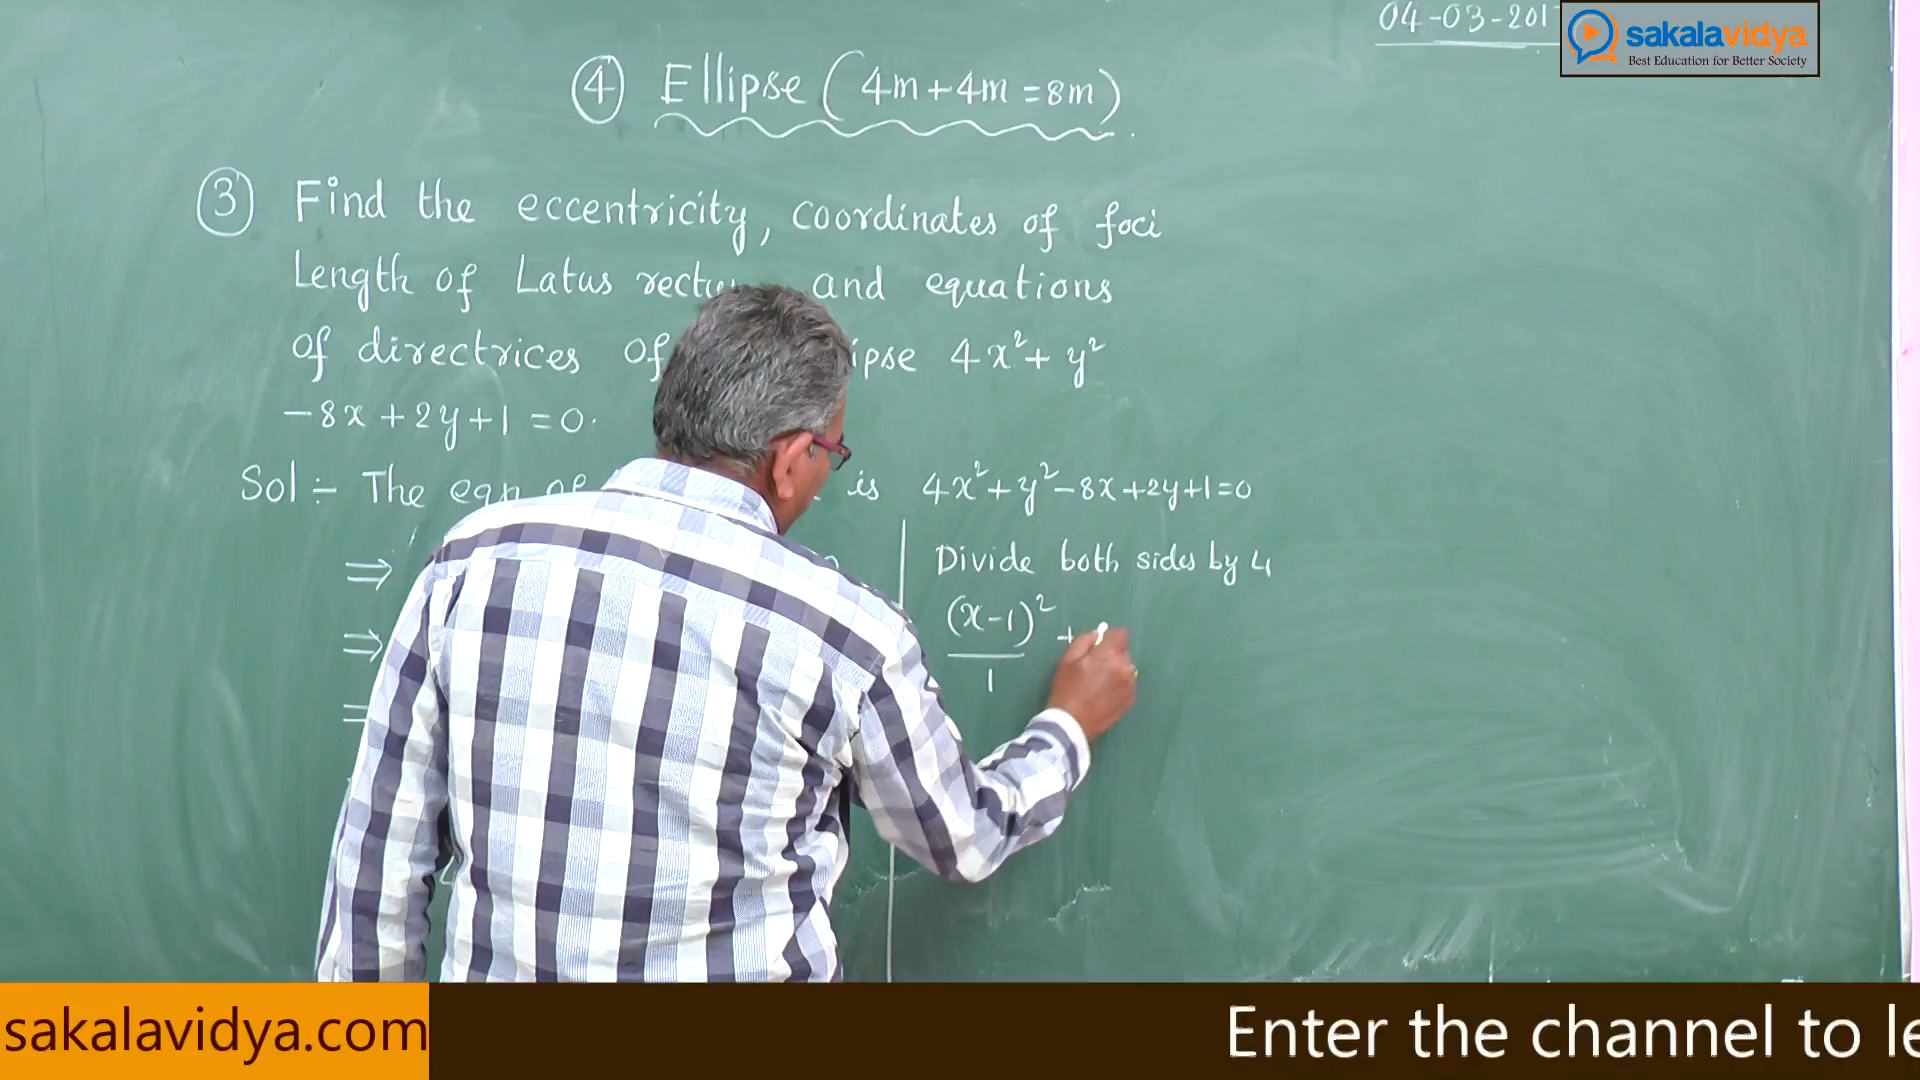 04-03-201
sakalavidya
Best Education for Better Society
4 Ellipse (4m+4m=8m)
3 Find the eccentricity, coordinates of foci
Length of Latus and equations
of directrices of 4x²+y²
-8x+2y+1=0.
Sol:- The eqn of is 4x²+y²-8x+2y+1=0
⇒ Divide both sides by 4
⇒ (x-1)²/1 +
sakalavidya.com
Enter the channel to